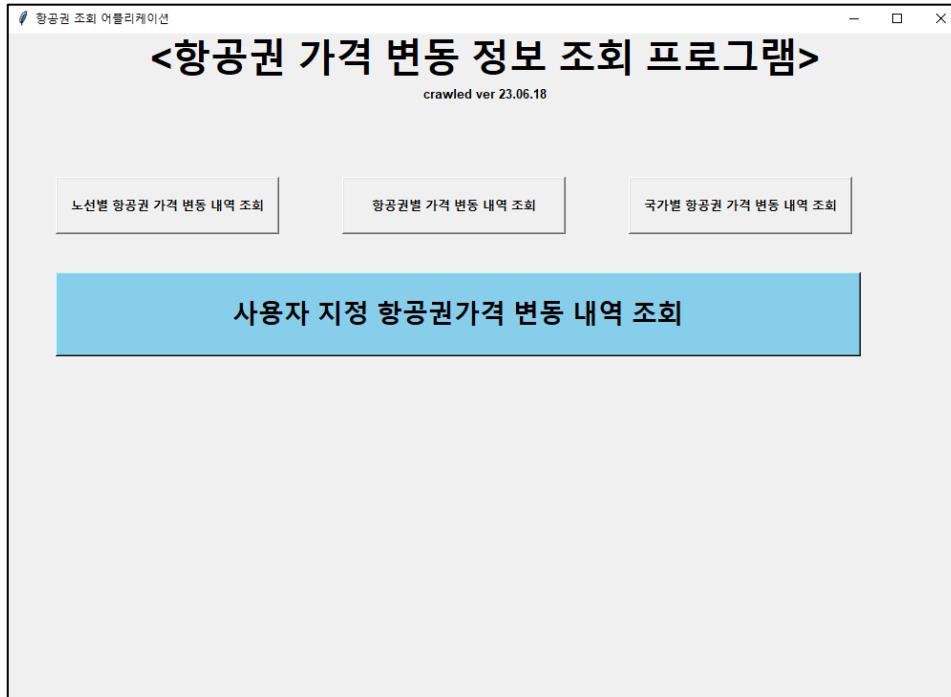 항공권 조회 어플리케이션
<항공권 가격 변동 정보 조회 프로그램>
crawled ver 23.06.18
노선별 항공권 가격 변동 내역 조회
항공권별 가격 변동 내역 조회
국가별 항공권 가격 변동 내역 조회
사용자 지정 항공권가격 변동 내역 조회